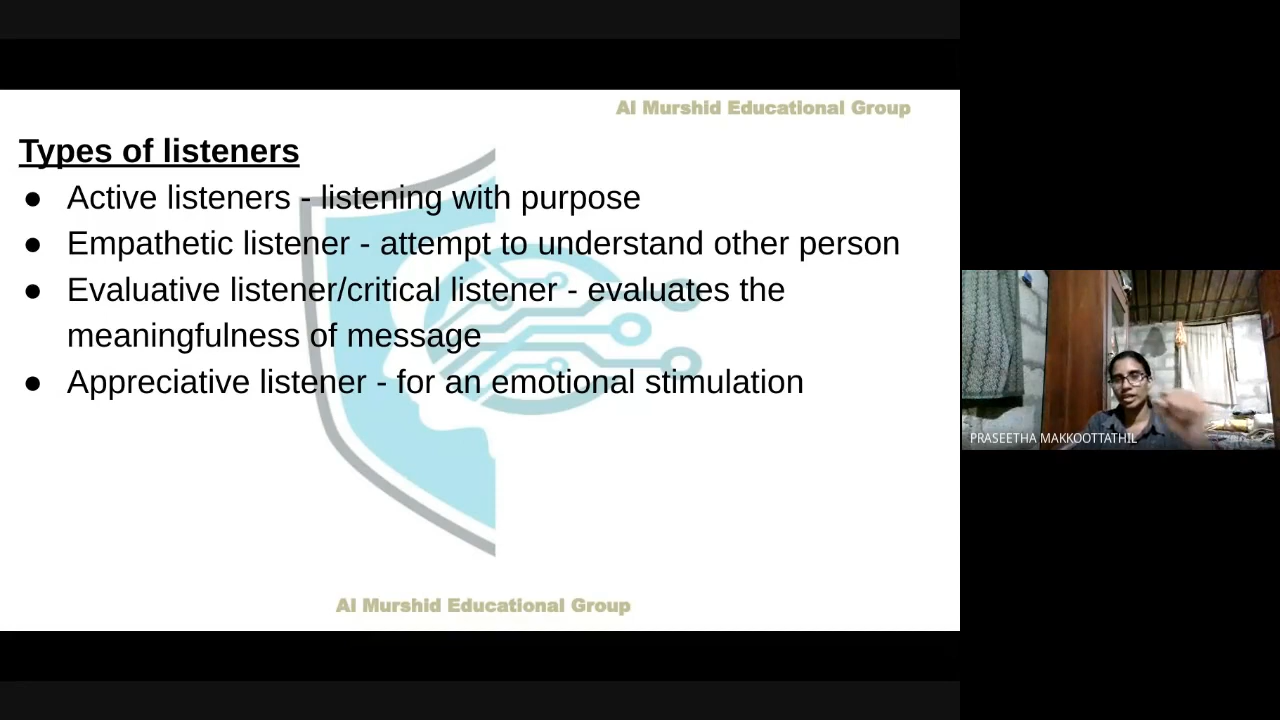 Al Murshid Educational Group
Types of listeners
● Active listeners - listening with purpose
● Empathetic listener - attempt to understand other person
● Evaluative listener/critical listener - evaluates the
meaningfulness of message
● Appreciative listener - for an emotional stimulation
PRASEETHA MAKKOOTTATHIL
Al Murshid Educational Group